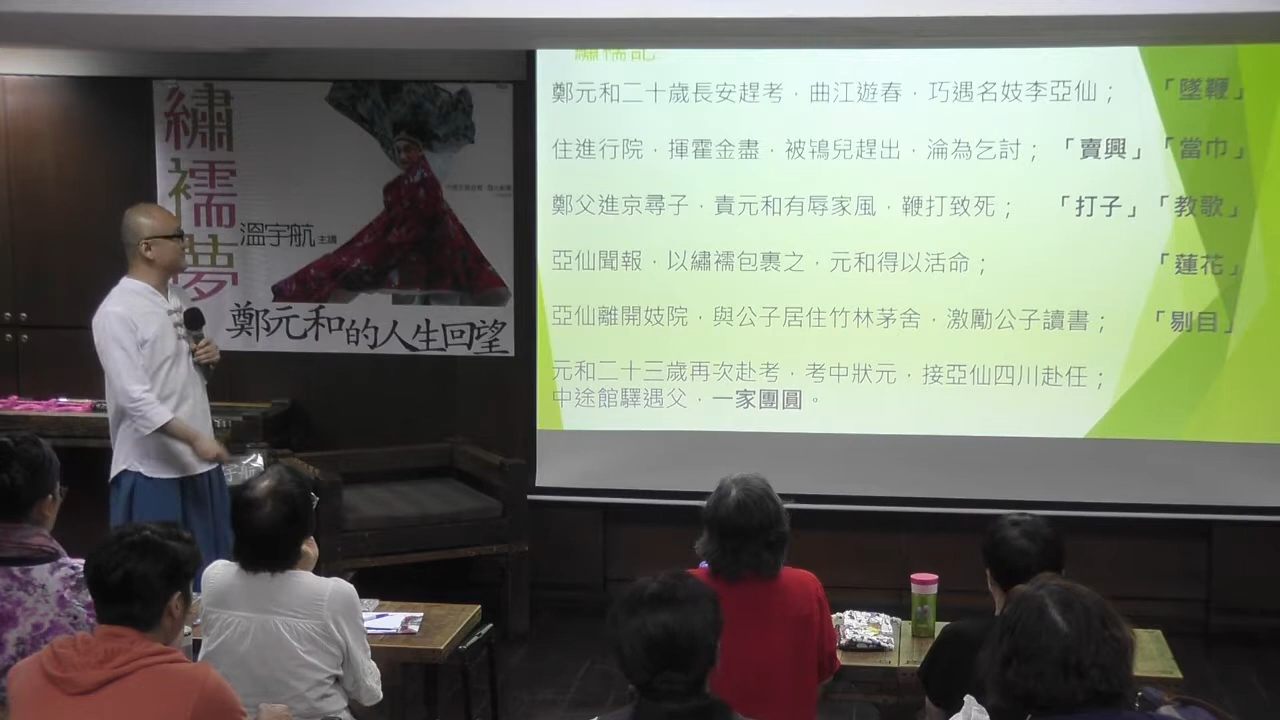 繡襦夢
溫宇航 主講
鄭元和的人生回望
繡襦記
鄭元和二十歲長安趕考，曲江遊春，巧遇名妓李亞仙； 「墜鞭」
住進行院，揮霍金盡，被鴇兒趕出，淪為乞討； 「賣興」「當巾」
鄭父進京尋子，責元和有辱家風，鞭打致死； 「打子」「教歌」
亞仙聞報，以繡襦包裹之，元和得以活命； 「蓮花」
亞仙離開妓院，與公子居住竹林茅舍，激勵公子讀書； 「剔目」
元和二十三歲再次赴考，考中狀元，接亞仙四川赴任；
中途館驛遇父，一家團圓。